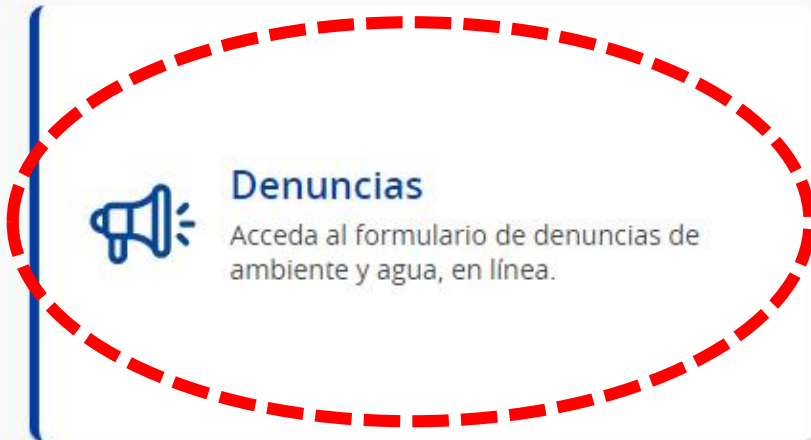 Denuncias
Acceda al formulario de denuncias de
ambiente y agua, en línea.